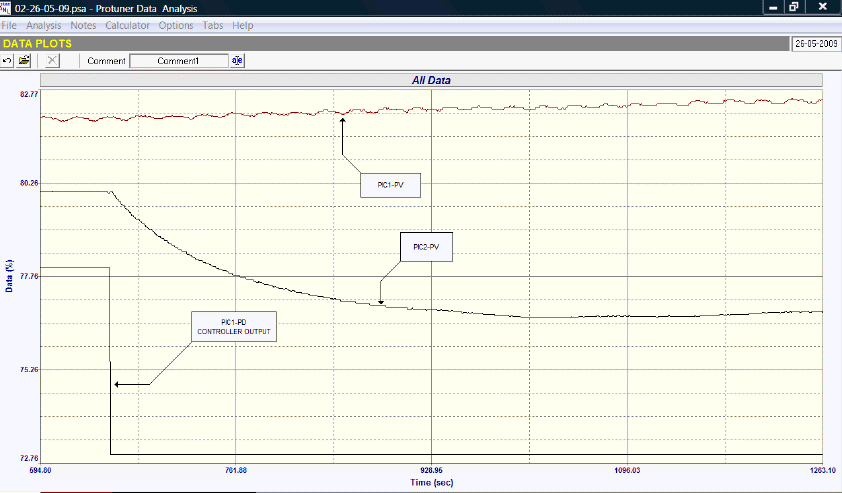 02-26-05-09.psa - Protuner Data Analysis
File Analysis Notes Calculator Options Tabs Help
DATA PLOTS
26-05-2009
Comment Comment1
All Data
82.77
80.26
77.76
75.26
72.76
Data (%)
PIC1-PV
PIC2-PV
PIC1-PD
CONTROLLER OUTPUT
594.80 761.88 928.95 1096.03 1263.10
Time (sec)